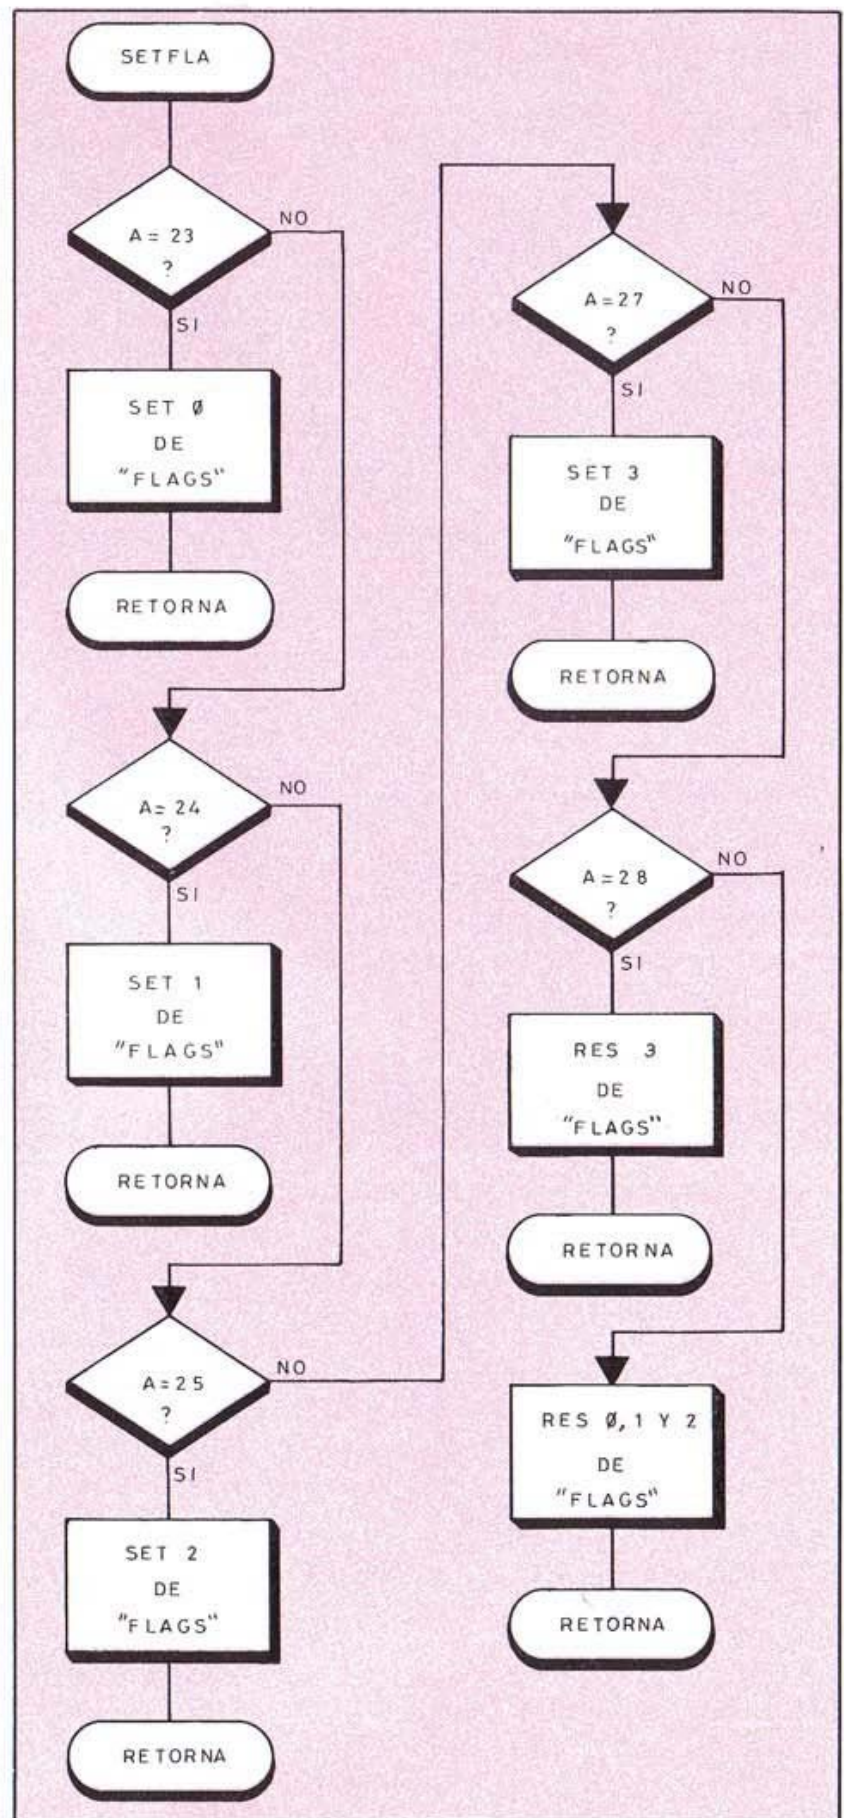 SETFLA
A = 23
?
NO
SI
SET Ø
DE
"FLAGS"
RETORNA
A = 24
?
NO
SI
SET 1
DE
"FLAGS"
RETORNA
A = 25
?
NO
SI
SET 2
DE
"FLAGS"
RETORNA
A = 27
?
NO
SI
SET 3
DE
"FLAGS"
RETORNA
A = 28
?
NO
SI
RES 3
DE
"FLAGS"
RETORNA
RES Ø, 1 Y 2
DE
"FLAGS"
RETORNA